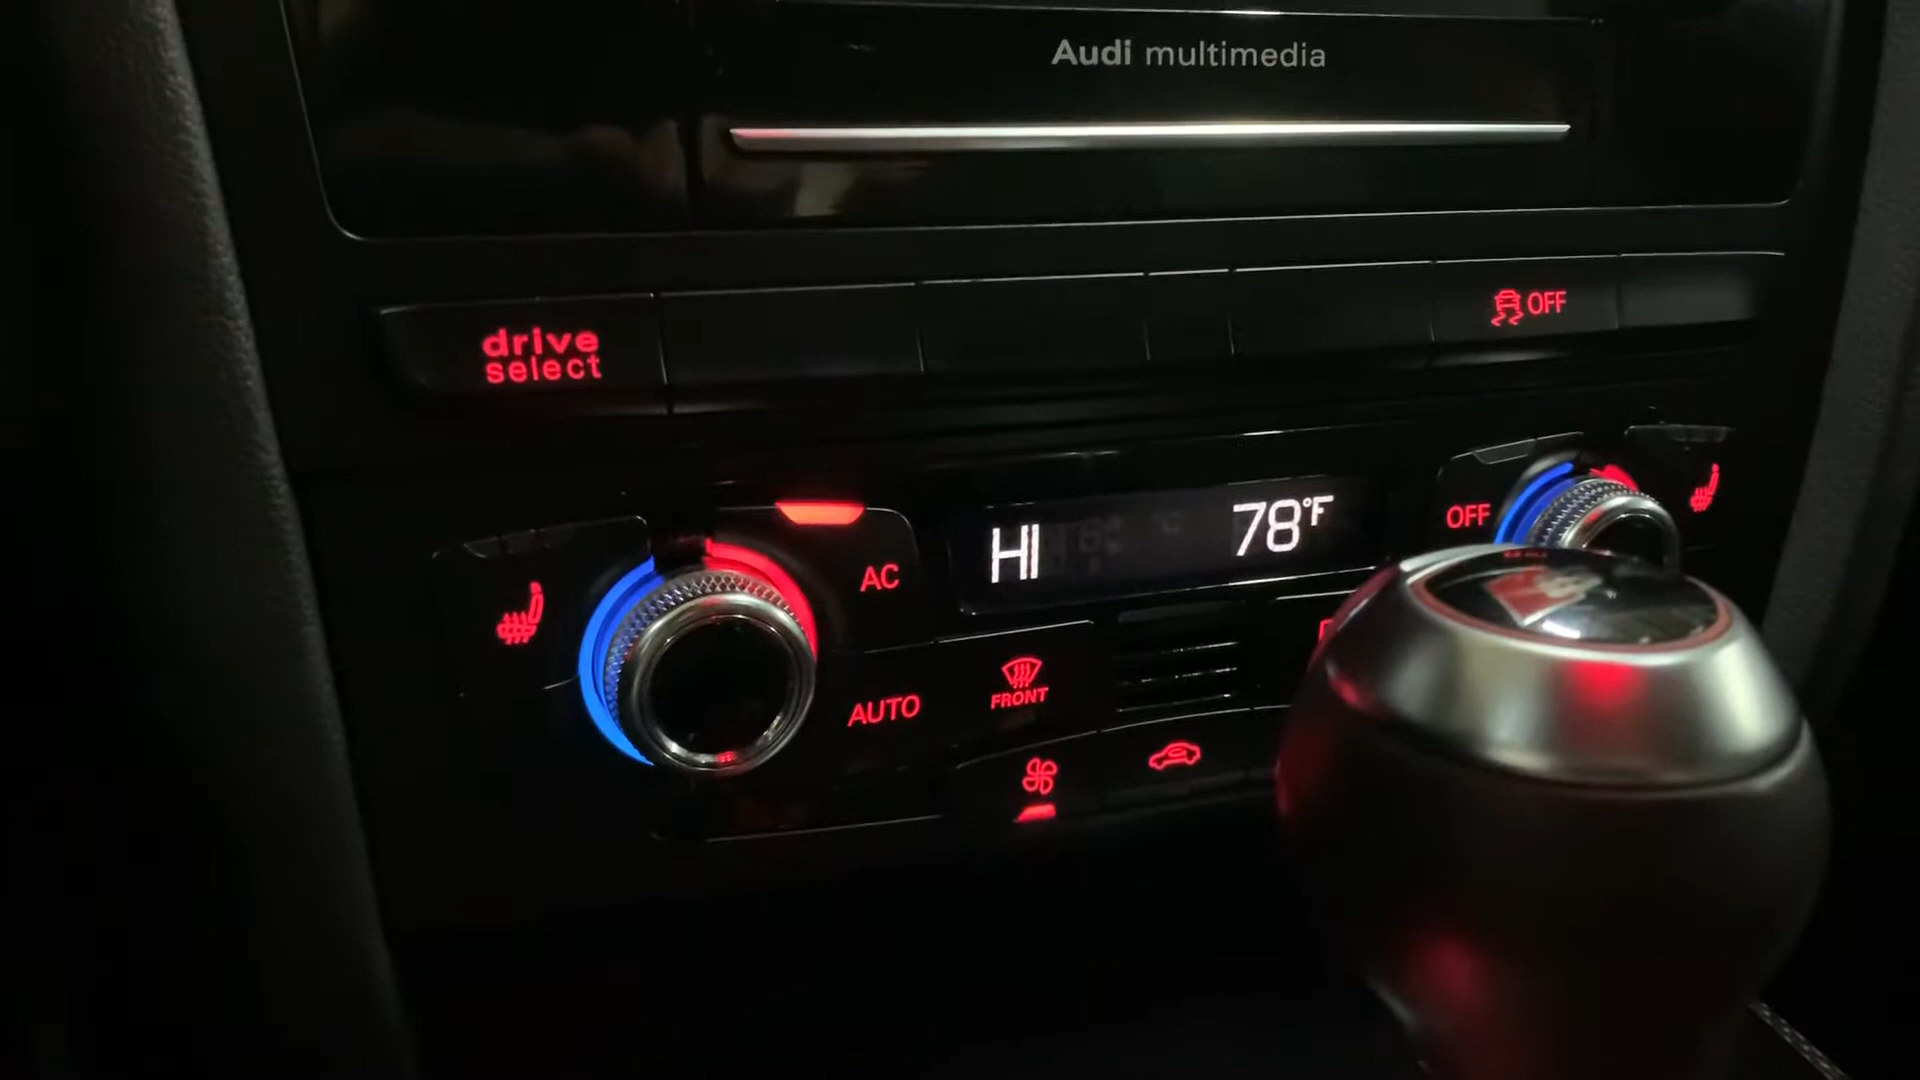 Audi multimedia
OFF
drive
select
HI 78°F
OFF
AC
AUTO
FRONT